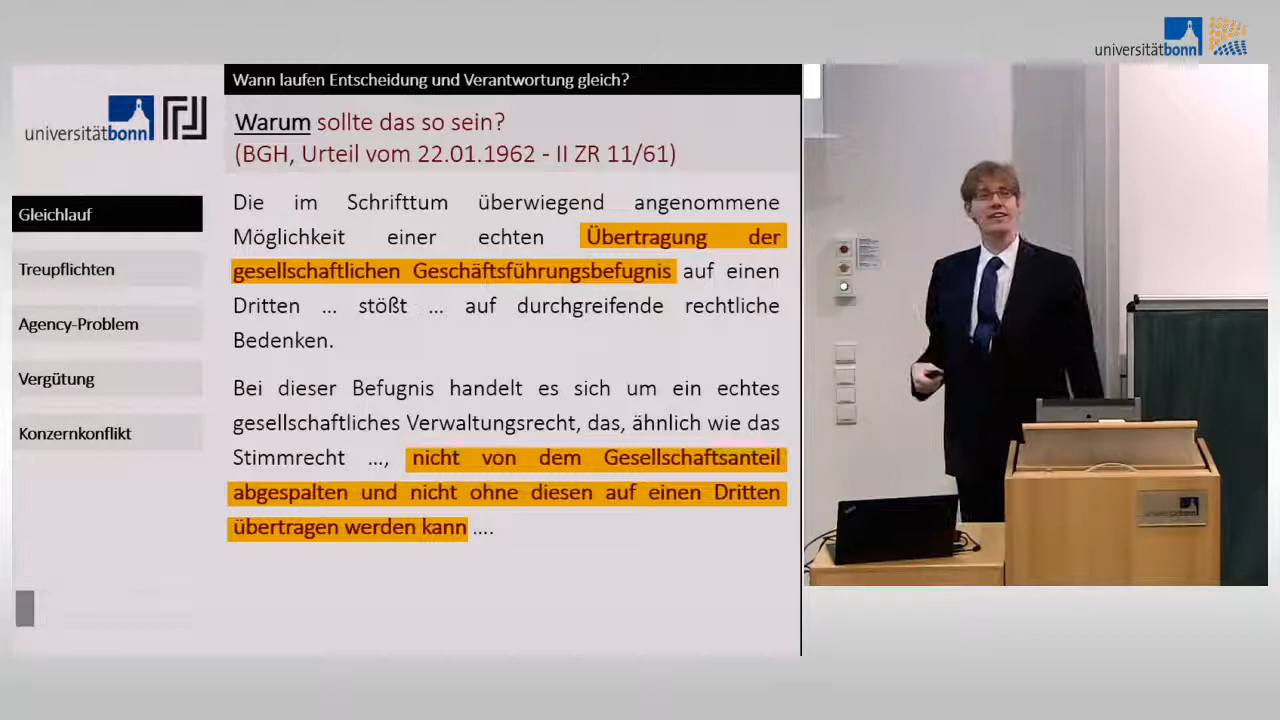 universitätbonn
Wann laufen Entscheidung und Verantwortung gleich?
universitätbonn
Warum sollte das so sein?
(BGH, Urteil vom 22.01.1962 - II ZR 11/61)
Gleichlauf
Treupflichten
Agency-Problem
Vergütung
Konzernkonflikt
Die im Schrifttum überwiegend angenommene
Möglichkeit einer echten Übertragung der
gesellschaftlichen Geschäftsführungsbefugnis auf einen
Dritten ... stößt ... auf durchgreifende rechtliche
Bedenken.
Bei dieser Befugnis handelt es sich um ein echtes
gesellschaftliches Verwaltungsrecht, das, ähnlich wie das
Stimmrecht ..., nicht von dem Gesellschaftsanteil
abgespalten und nicht ohne diesen auf einen Dritten
übertragen werden kann ....
universitätbonn